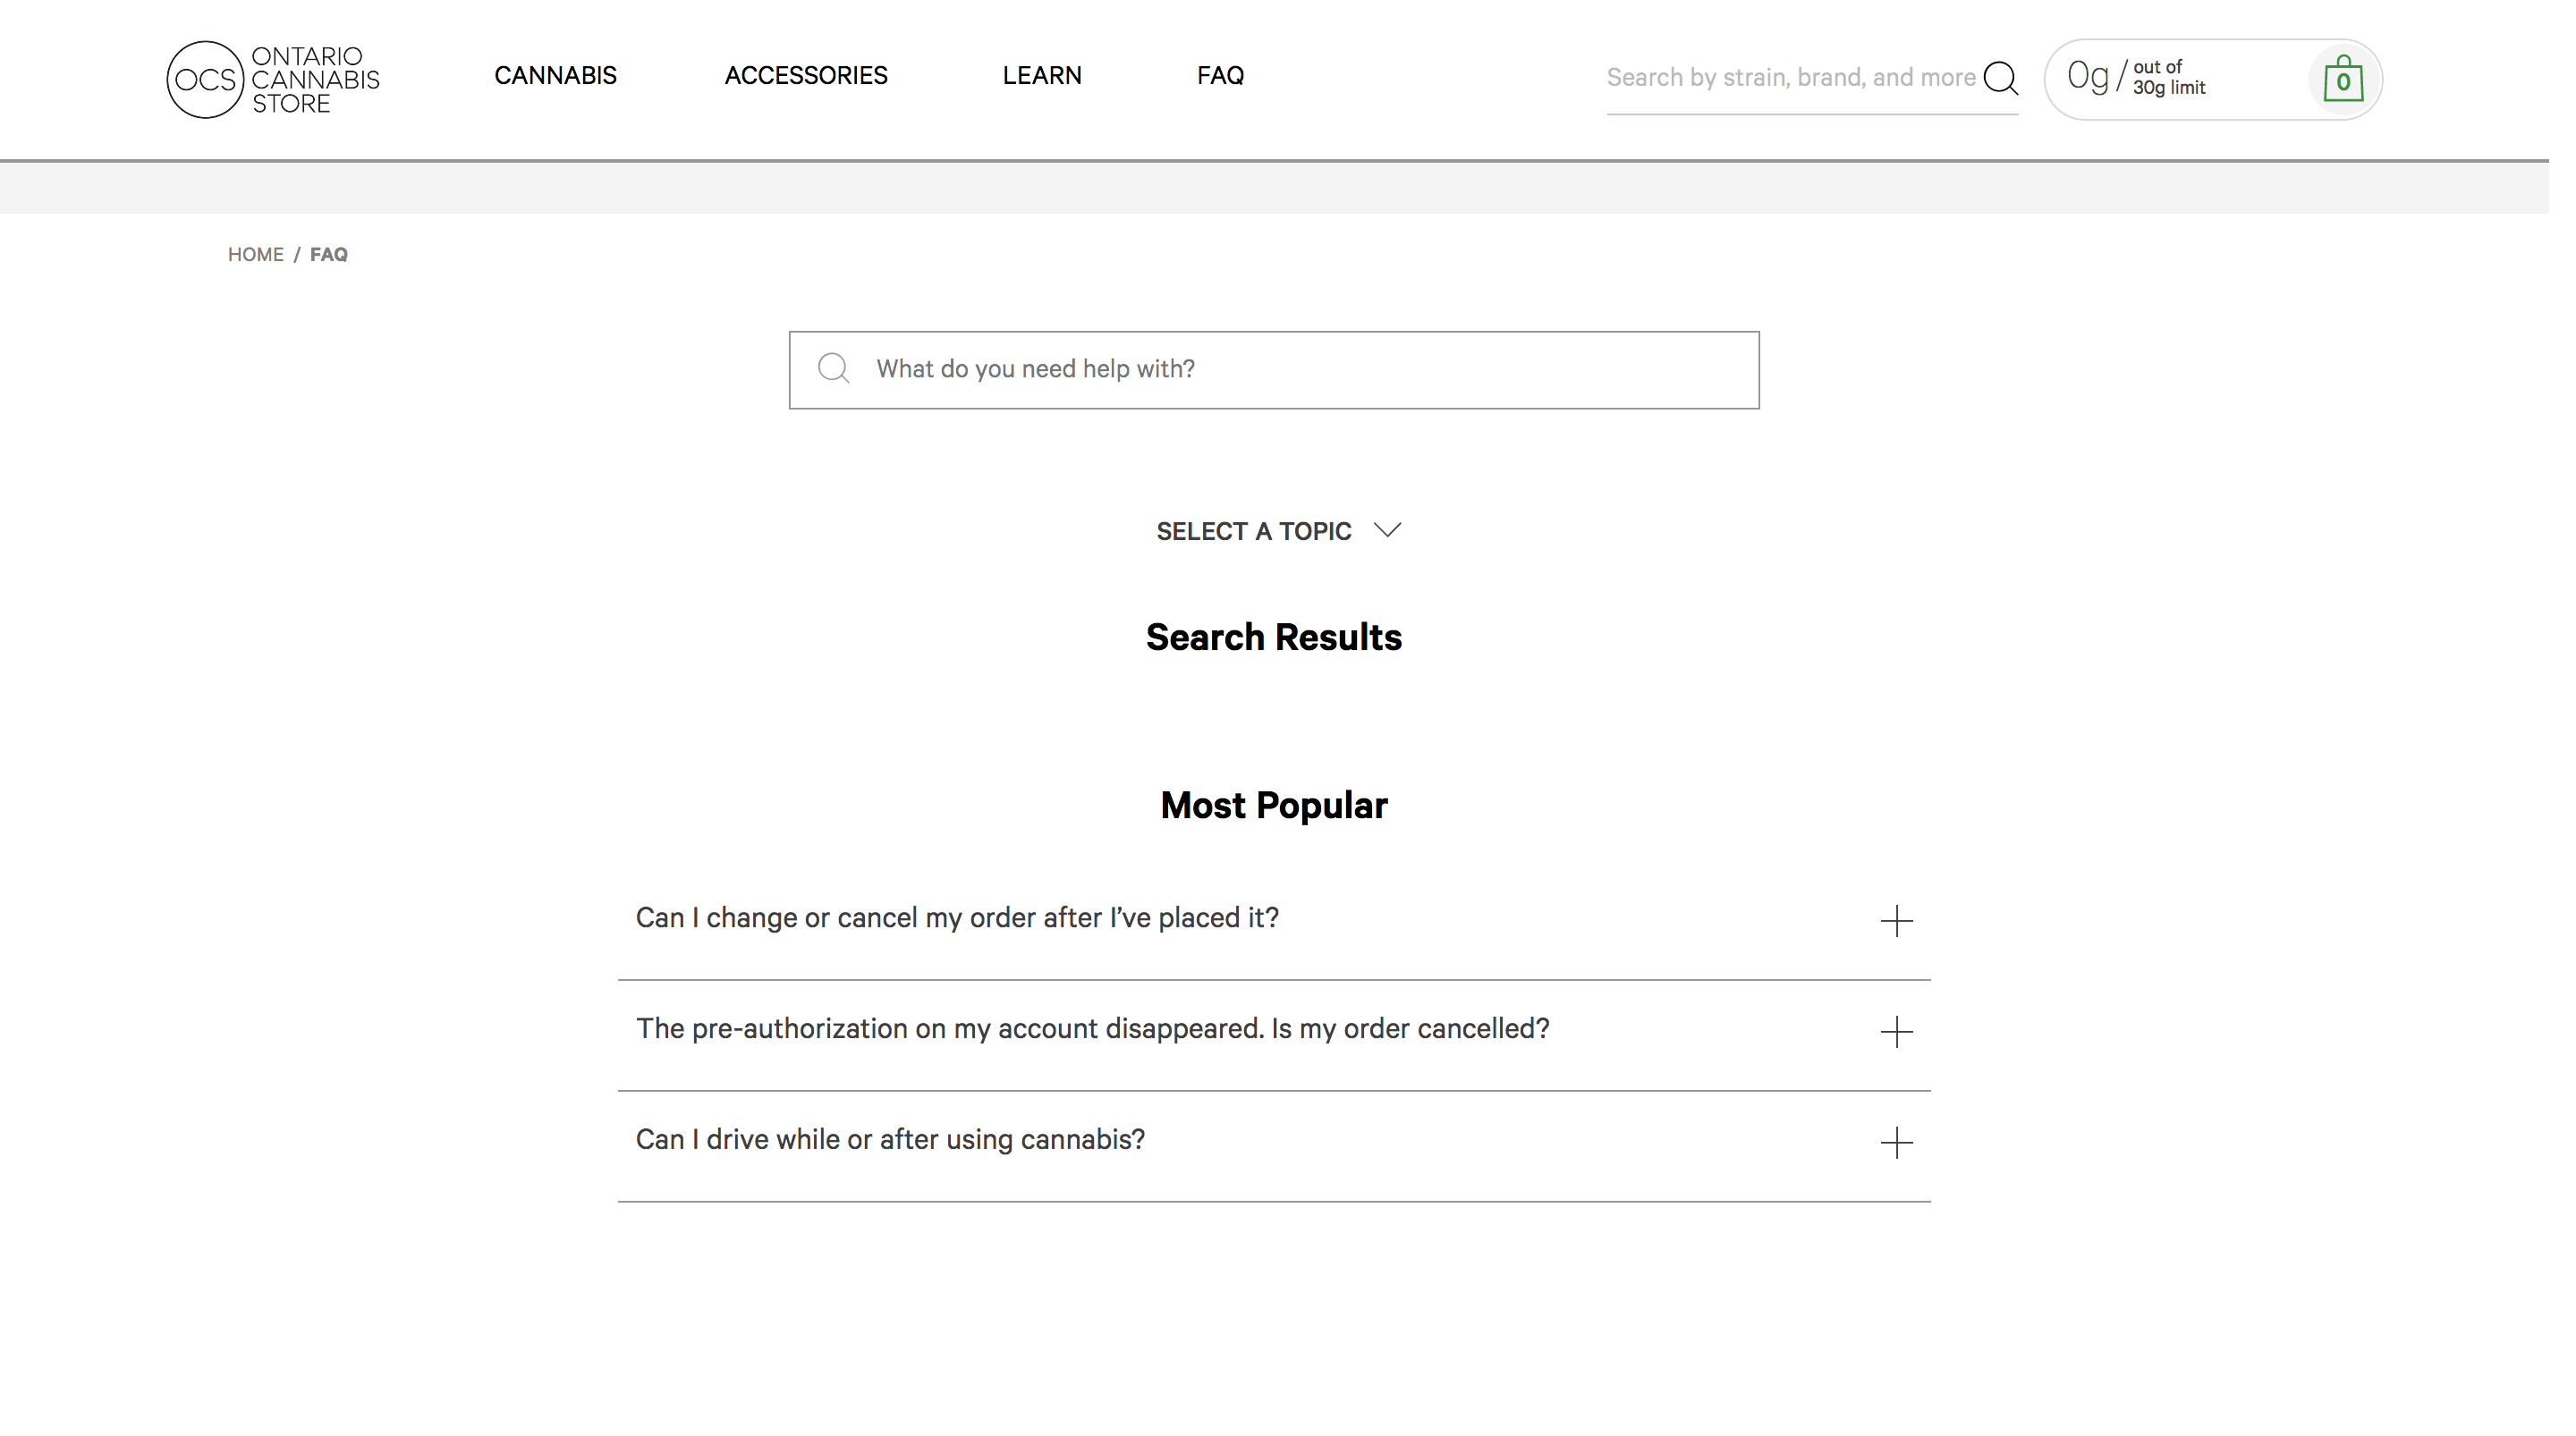 OCS
ONTARIO
CANNABIS
STORE
CANNABIS
ACCESSORIES
LEARN
FAQ
Search by strain, brand, and more
0g / out of
30g limit
0
HOME / FAQ
What do you need help with?
SELECT A TOPIC
Search Results
Most Popular
Can I change or cancel my order after I’ve placed it?
The pre-authorization on my account disappeared. Is my order cancelled?
Can I drive while or after using cannabis?